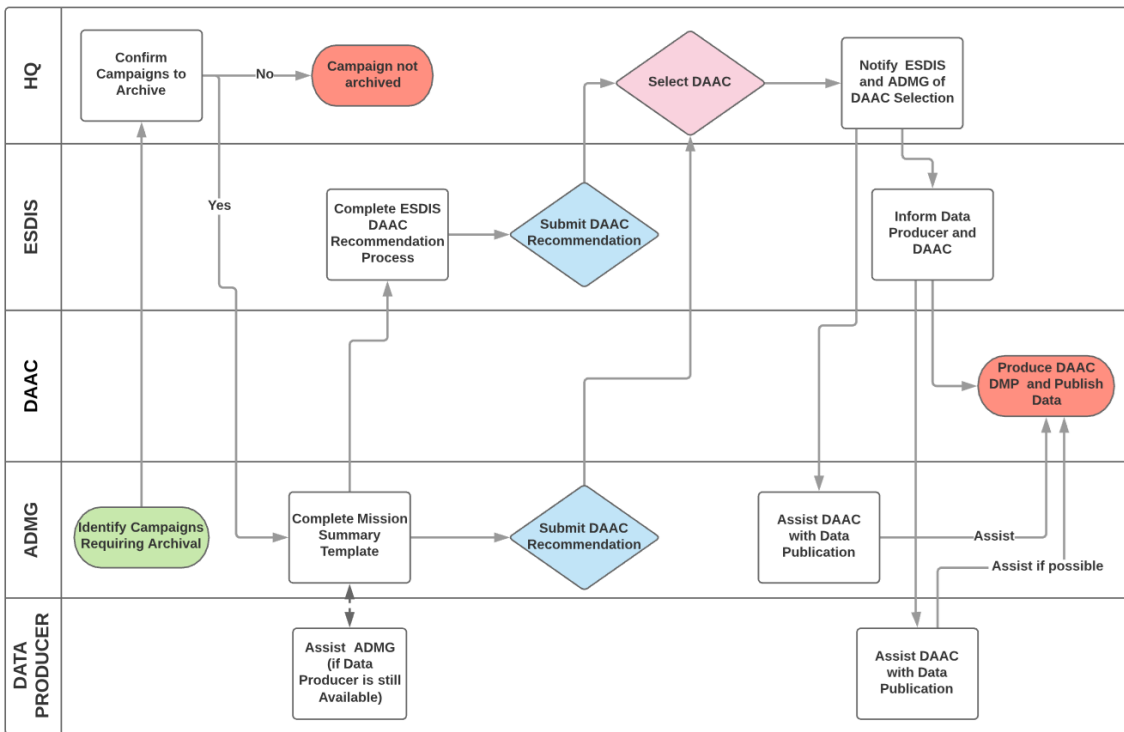 HQ
Confirm
Campaigns to
Archive
No
Campaign not
archived
Select DAAC
Notify ESDIS
and ADMG of
DAAC Selection
ESDIS
Yes
Complete ESDIS
DAAC
Recommendation
Process
Submit DAAC
Recommendation
Inform Data
Producer and
DAAC
DAAC
Produce DAAC
DMP and Publish
Data
ADMG
Identify Campaigns
Requiring Archival
Complete Mission
Summary
Template
Submit DAAC
Recommendation
Assist DAAC
with Data
Publication
Assist
Assist if possible
DATA
PRODUCER
Assist ADMG
(if Data
Producer is still
Available)
Assist DAAC
with Data
Publication